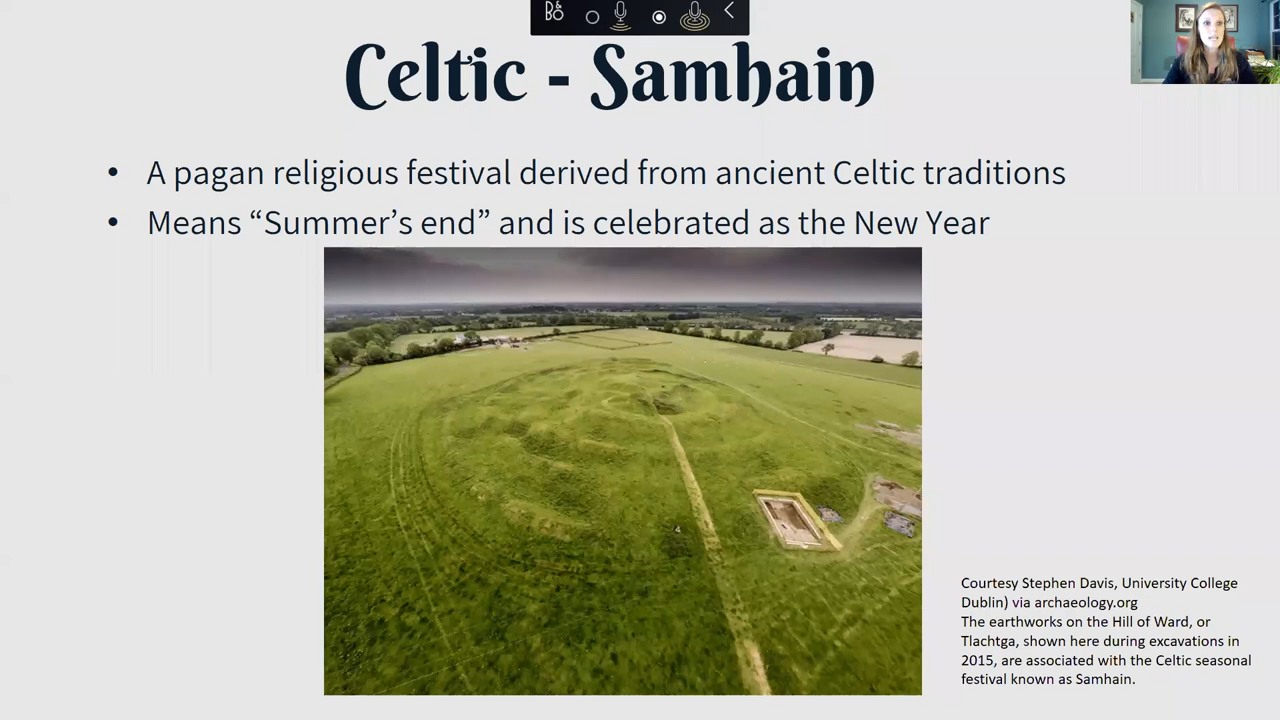 B&O
Celtic - Samhain
• A pagan religious festival derived from ancient Celtic traditions
• Means “Summer’s end” and is celebrated as the New Year
Courtesy Stephen Davis, University College
Dublin) via archaeology.org
The earthworks on the Hill of Ward, or
Tlachtga, shown here during excavations in
2015, are associated with the Celtic seasonal
festival known as Samhain.